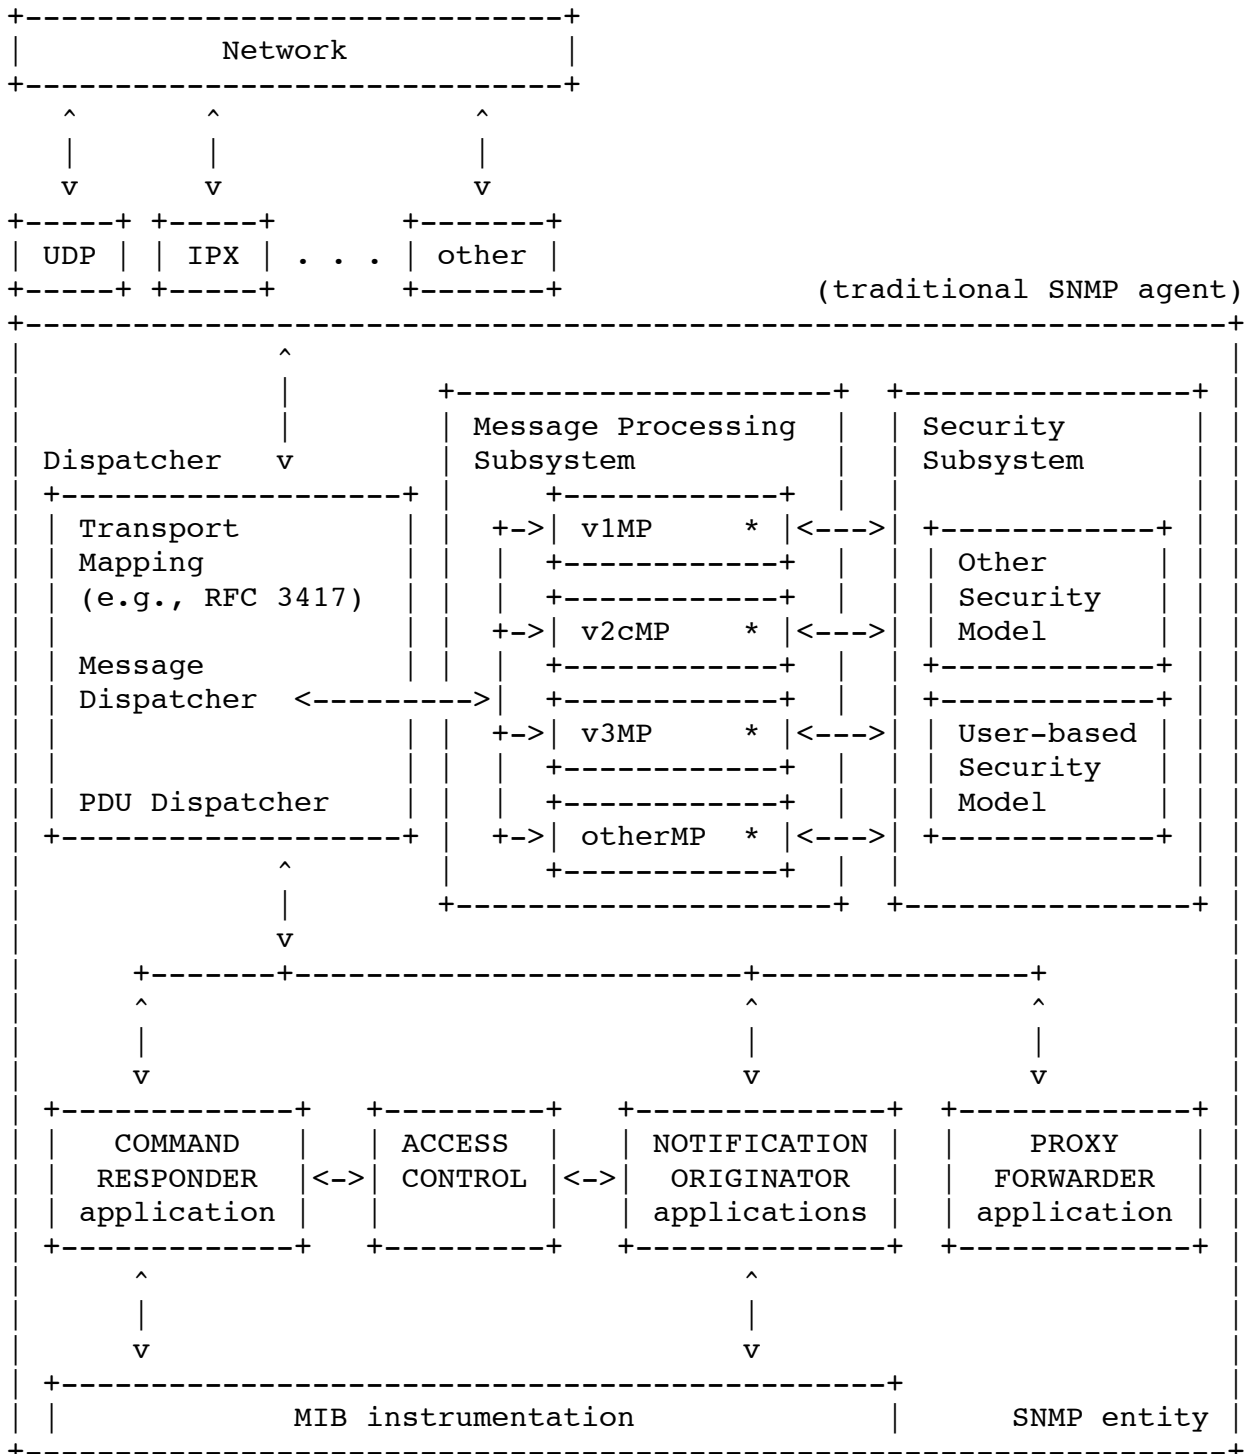 Network
UDP IPX . . . other
(traditional SNMP agent)
Message Processing Security
Dispatcher Subsystem Subsystem
Transport v1MP *
Mapping Other
(e.g., RFC 3417) Security
v2cMP * Model
Message
Dispatcher
v3MP * User-based
Security
PDU Dispatcher Model
otherMP *
COMMAND ACCESS NOTIFICATION PROXY
RESPONDER CONTROL ORIGINATOR FORWARDER
application applications application
MIB instrumentation SNMP entity